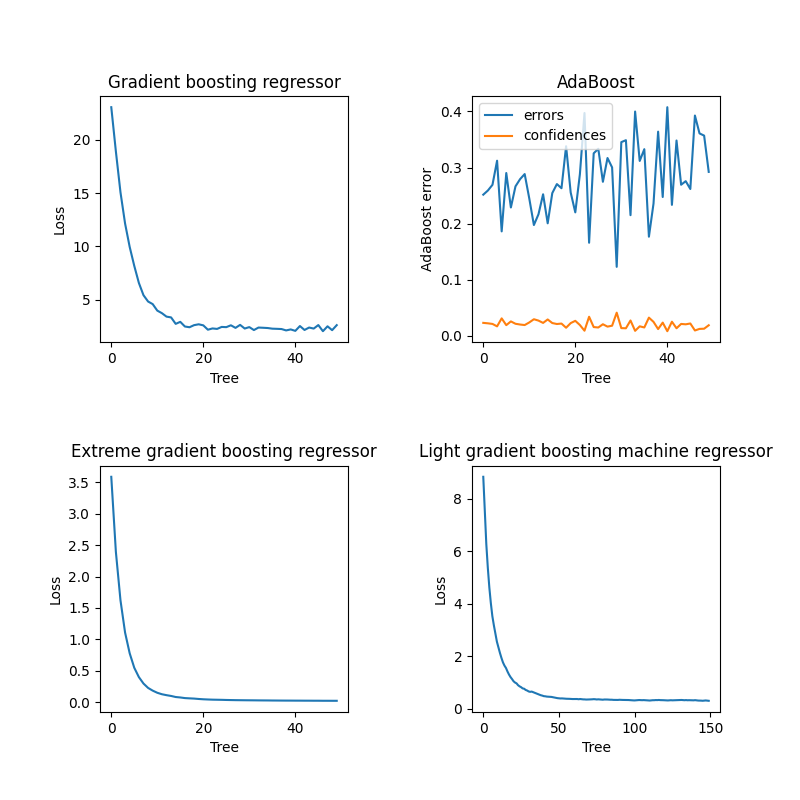 Gradient boosting regressor
20
15
10
5
Loss
0 20 40
Tree
AdaBoost
errors
confidences
0.4
0.3
0.2
0.1
0.0
AdaBoost error
0 20 40
Tree
Extreme gradient boosting regressor
3.5
3.0
2.5
2.0
1.5
1.0
0.5
0.0
Loss
0 20 40
Tree
Light gradient boosting machine regressor
8
6
4
2
0
Loss
0 50 100 150
Tree